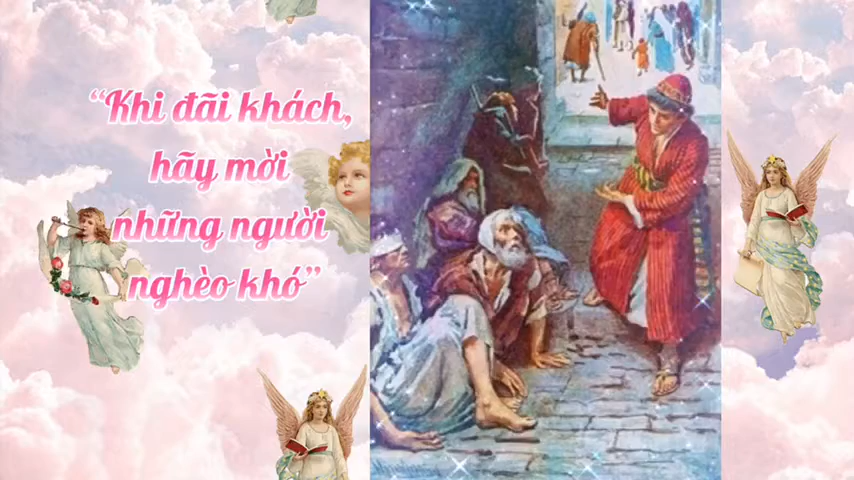 “Khi đãi khách,
hãy mời
những người
nghèo khó”